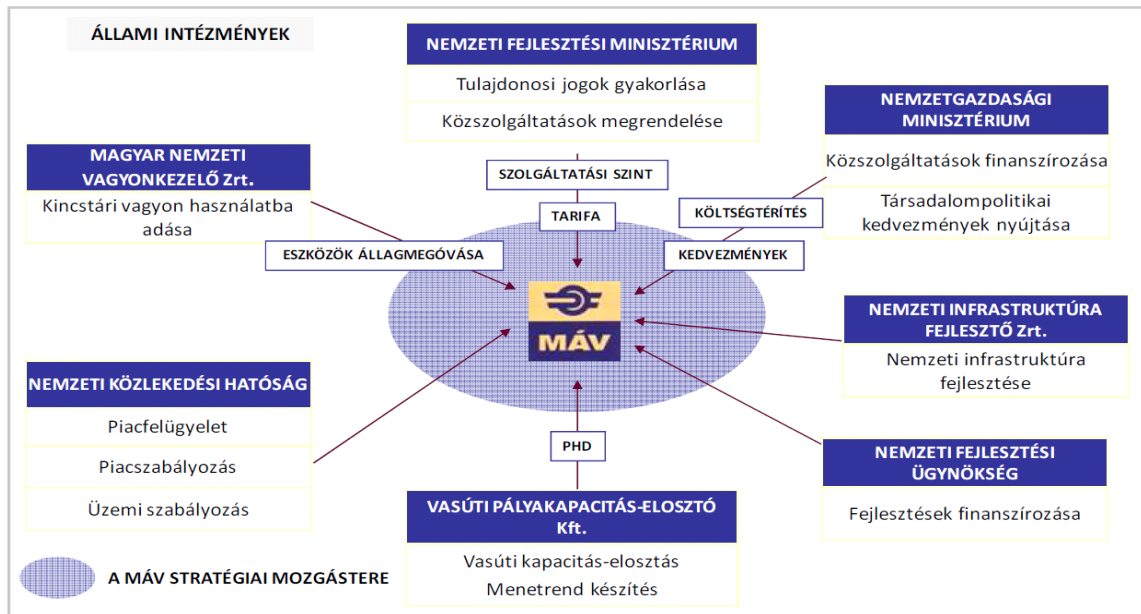 ÁLLAMI INTÉZMÉNYEK
NEMZETI FEJLESZTÉSI MINISZTÉRIUM
Tulajdonosi jogok gyakorlása
Közszolgáltatások megrendelése
NEMZETGAZDASÁGI
MINISZTÉRIUM
Közszolgáltatások finanszírozása
Társadalompolitikai
kedvezmények nyújtása
MAGYAR NEMZETI
VAGYONKEZELŐ Zrt.
Kincstári vagyon használatba
adása
SZOLGÁLTATÁSI SZINT
TARIFA
KÖLTSÉGTÉRÍTÉS
ESZKÖZÖK ÁLLAGMEGÓVÁSA
KEDVEZMÉNYEK
MÁV
NEMZETI INFRASTRUKTÚRA
FEJLESZTŐ Zrt.
Nemzeti infrastruktúra
fejlesztése
NEMZETI KÖZLEKEDÉSI HATÓSÁG
Piacfelügyelet
Piacszabályozás
Üzemi szabályozás
PHD
NEMZETI FEJLESZTÉSI
ÜGYNÖKSÉG
Fejlesztések finanszírozása
VASÚTI PÁLYAKAPACITÁS-ELOSZTÓ
Kft.
Vasúti kapacitás-elosztás
Menetrend készítés
A MÁV STRATÉGIAI MOZGÁSTERE